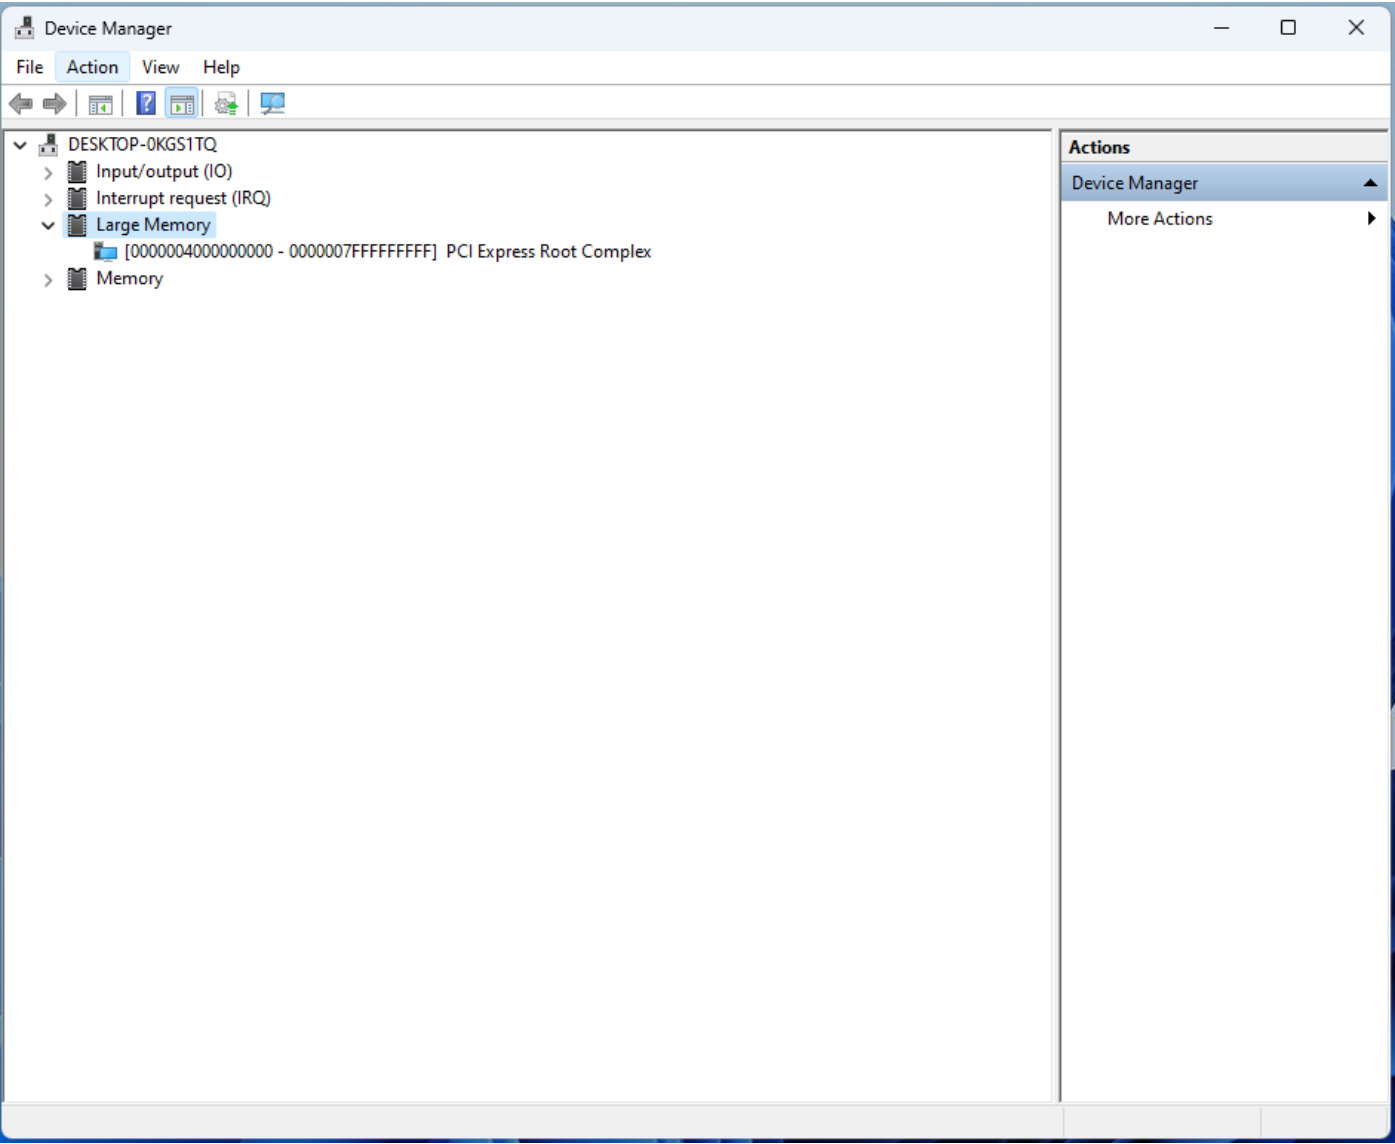 Device Manager
File Action View Help
DESKTOP-0KGS1TQ
Input/output (IO)
Interrupt request (IRQ)
Large Memory
[0000004000000000 - 0000007FFFFFFFFF] PCI Express Root Complex
Memory
Actions
Device Manager
More Actions